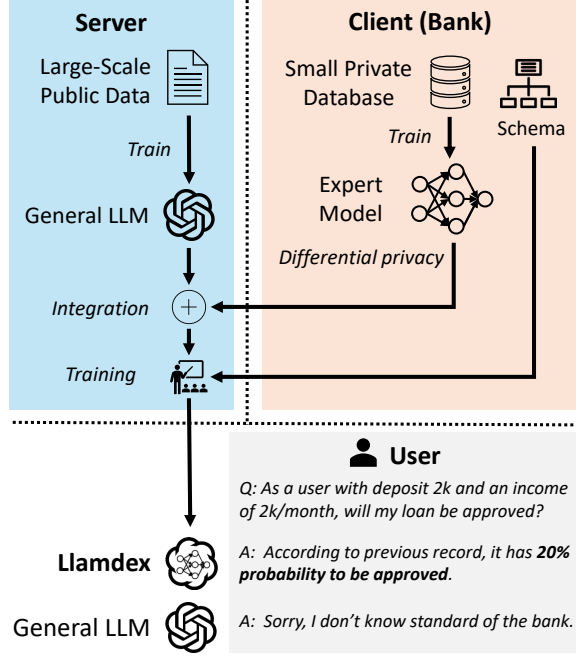 Server
Large-Scale
Public Data
Train
General LLM
Integration
Training
Client (Bank)
Small Private
Database
Schema
Train
Expert
Model
Differential privacy
User
Q: As a user with deposit 2k and an income
of 2k/month, will my loan be approved?
Llamdex
A: According to previous record, it has 20%
probability to be approved.
General LLM
A: Sorry, I don't know standard of the bank.